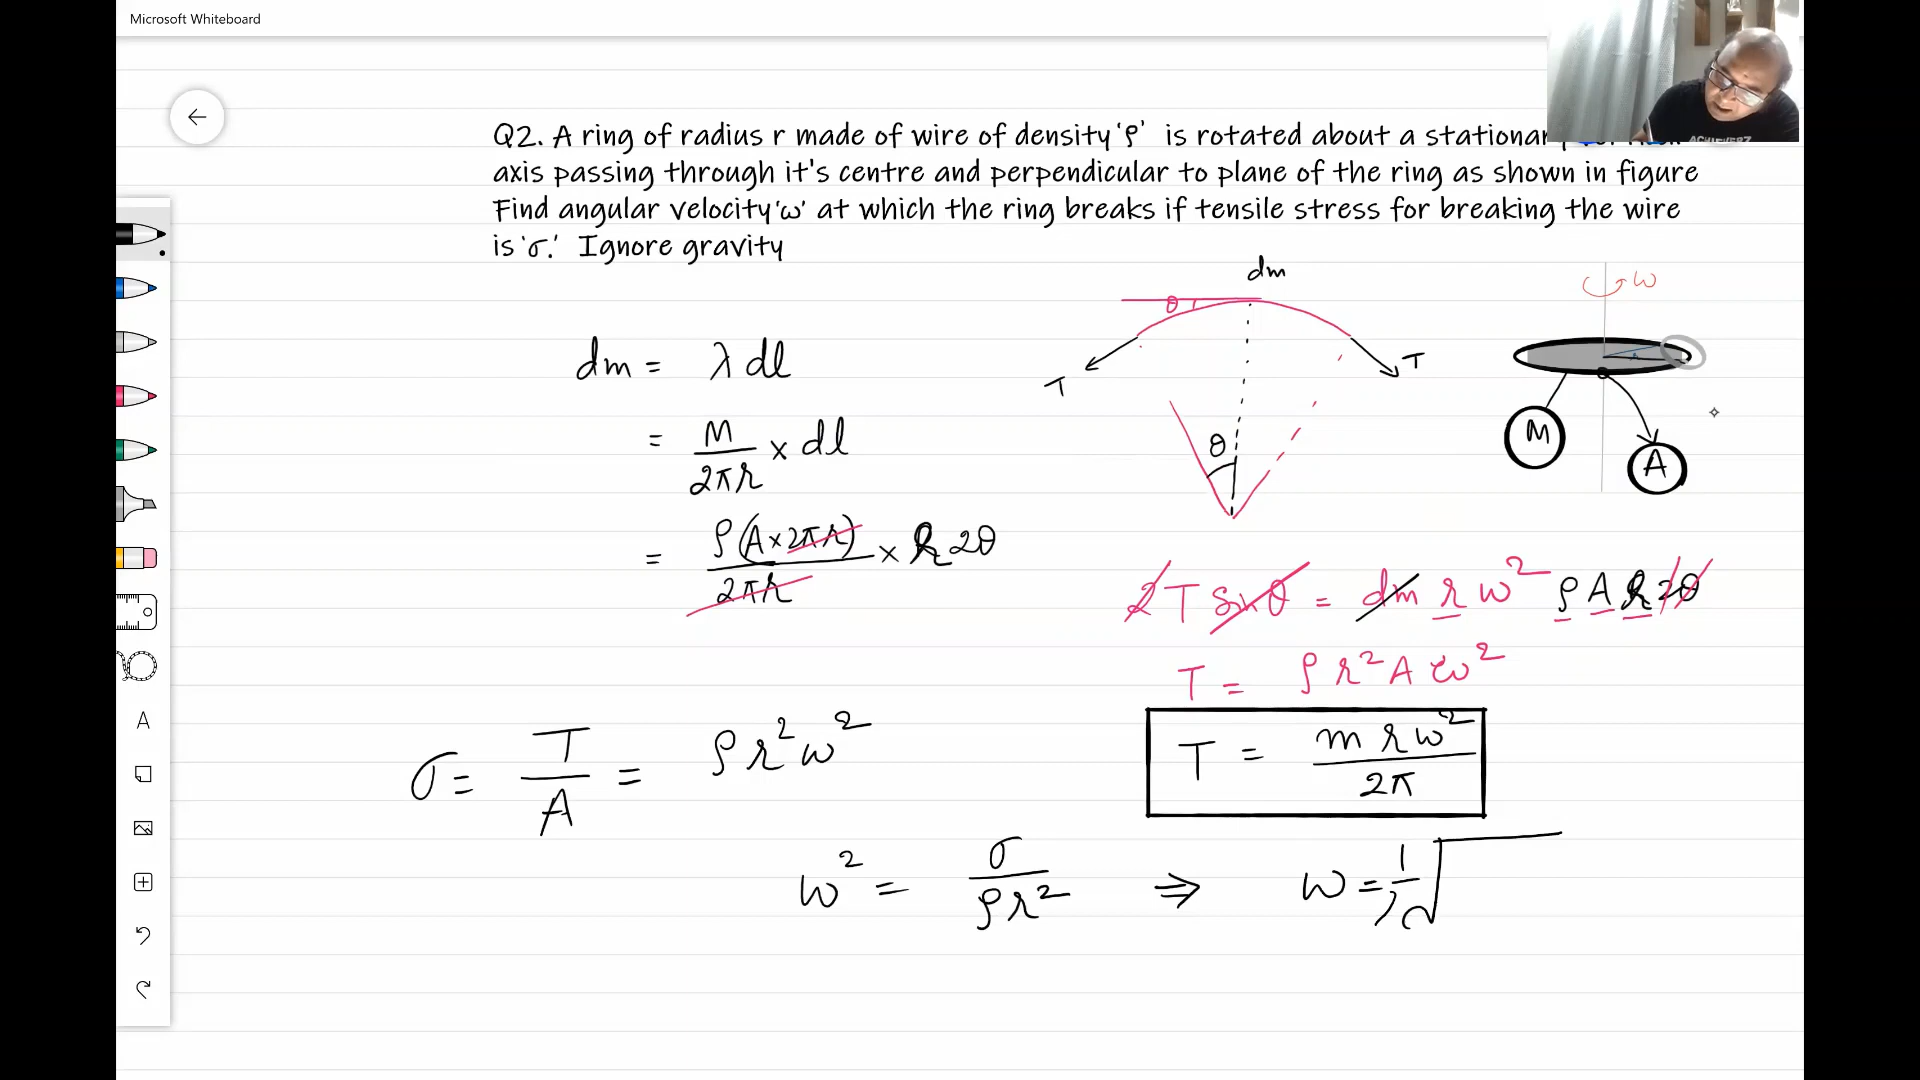 Microsoft Whiteboard
Q2. A ring of radius r made of wire of density 'ρ' is rotated about a stationary
axis passing through it's centre and perpendicular to plane of the ring as shown in figure
Find angular velocity 'ω' at which the ring breaks if tensile stress for breaking the wire
is 'σ.' Ignore gravity
ACHIEVERZ
dm
θ
ω
T
T
θ
M
A
dm = λ dl
= M/2πr × dl
= ρ(A×2πr)/2πr × r 2θ
2T sinθ = dm r ω² ρ A r 2θ
T = ρ r² A ω²
T = m r ω²/2π
σ = T/A = ρ r² ω²
ω² = σ/ρr² ⇒ ω = 1/r √
A